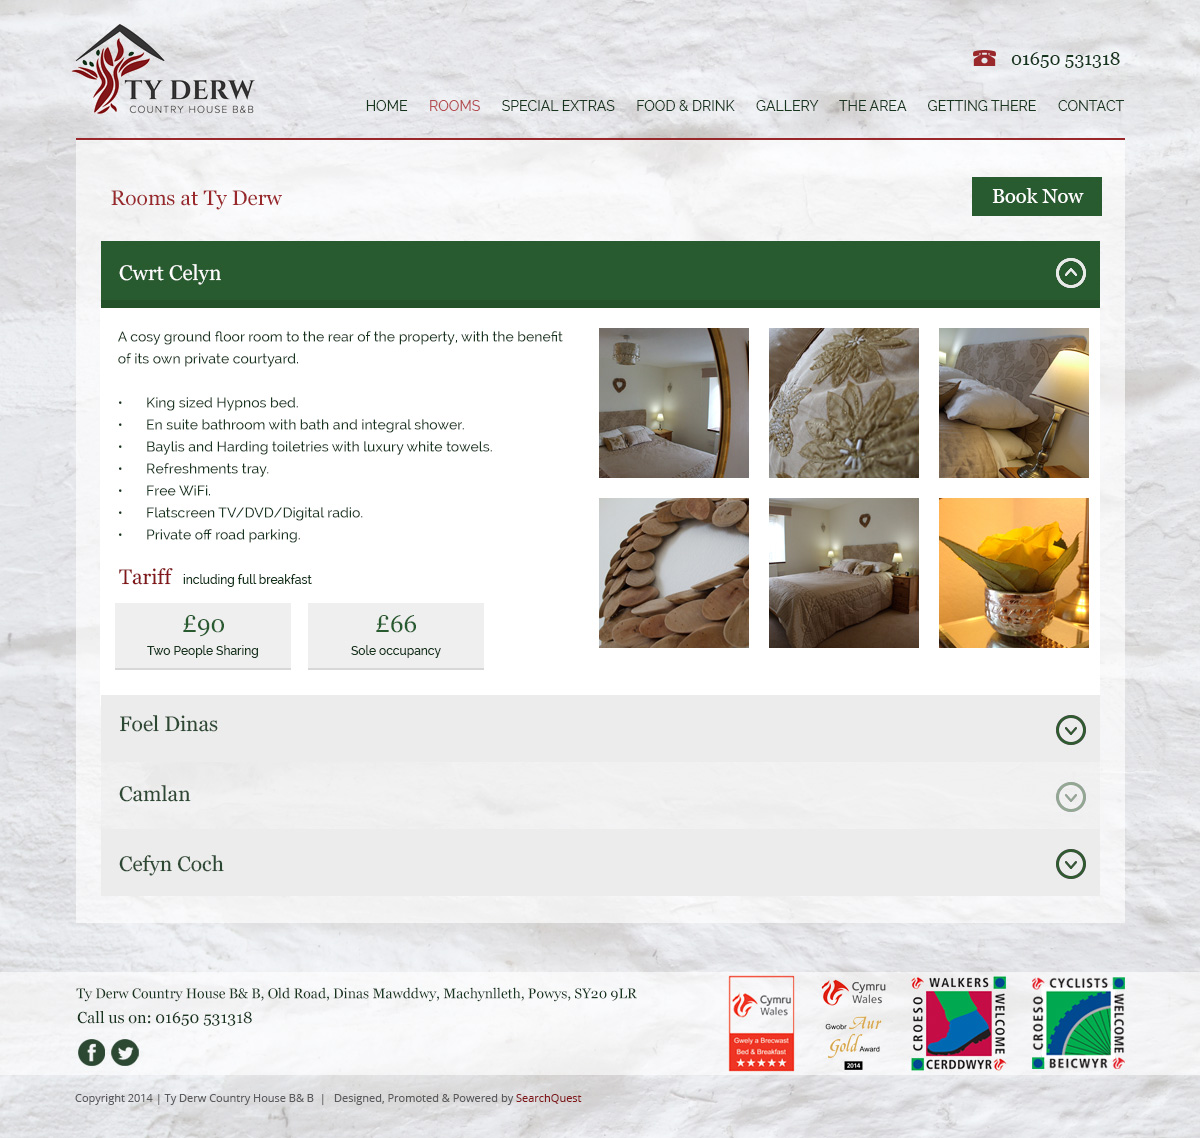 TY DERW
COUNTRY HOUSE B&B
01650 531318
HOME ROOMS SPECIAL EXTRAS FOOD & DRINK GALLERY THE AREA GETTING THERE CONTACT
Rooms at Ty Derw
Book Now
Cwrt Celyn
A cosy ground floor room to the rear of the property, with the benefit
of its own private courtyard.
• King sized Hypnos bed.
• En suite bathroom with bath and integral shower.
• Baylis and Harding toiletries with luxury white towels.
• Refreshments tray.
• Free WiFi.
• Flatscreen TV/DVD/Digital radio.
• Private off road parking.
Tariff including full breakfast
£90
Two People Sharing
£66
Sole occupancy
Foel Dinas
Camlan
Cefyn Coch
Ty Derw Country House B& B, Old Road, Dinas Mawddwy, Machynlleth, Powys, SY20 9LR
Call us on: 01650 531318
Cymru
Wales
Gwely a Brecwast
Bed & Breakfast
Cymru
Wales
Gwobr Aur
Gold Award
2014
WALKERS
CROESO
WELCOME
CERDDWYR
CYCLISTS
CROESO
WELCOME
BEICWYR
Copyright 2014 | Ty Derw Country House B& B | Designed, Promoted & Powered by SearchQuest